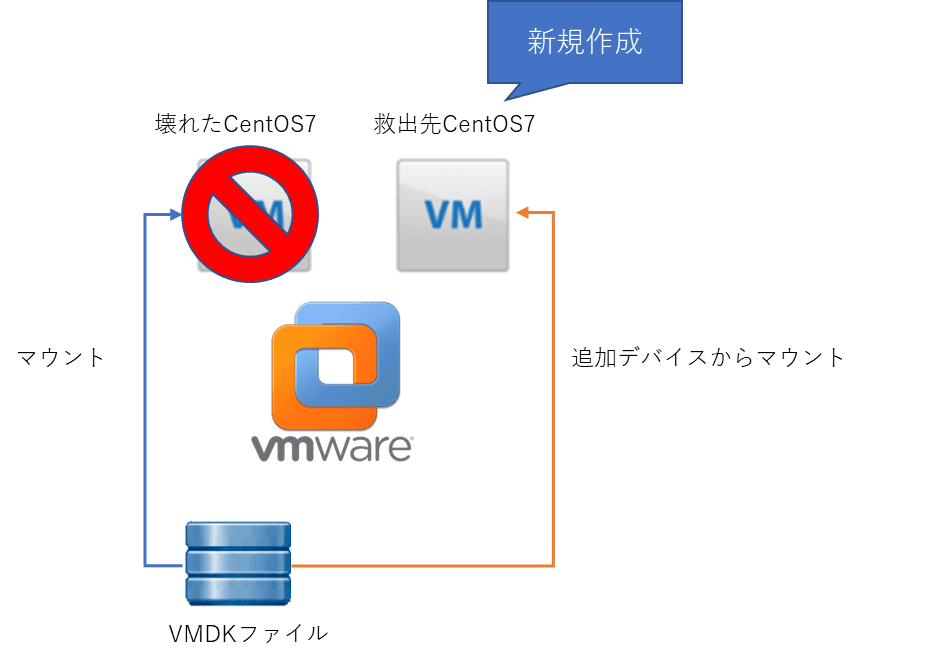 新規作成
壊れたCentOS7
救出先CentOS7
VM
VM
マウント
追加デバイスからマウント
vmware
VMDKファイル